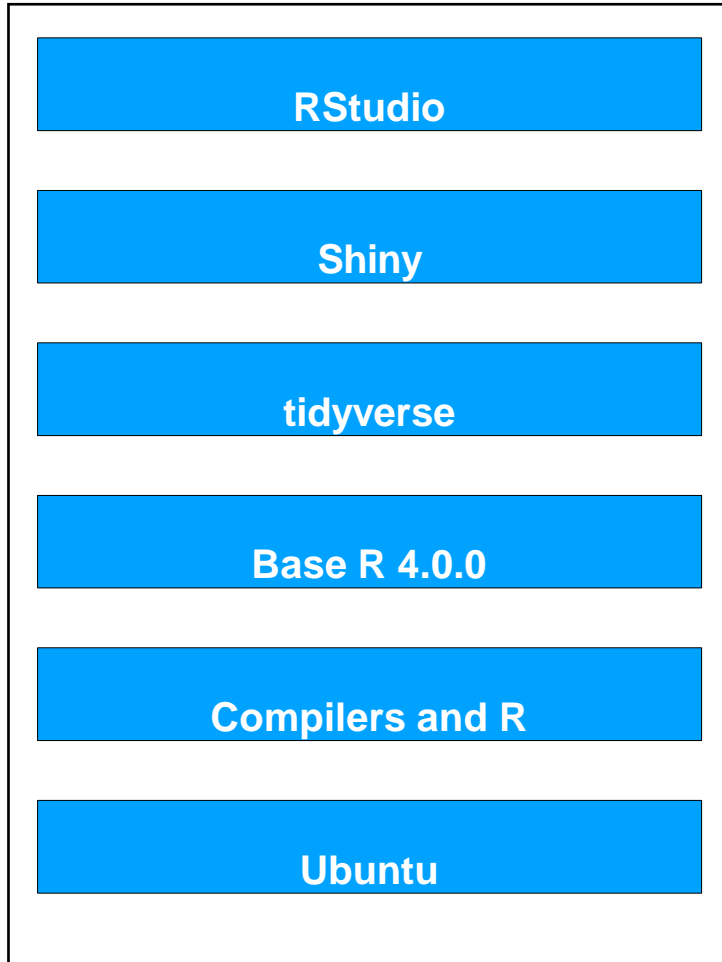 RStudio
Shiny
tidyverse
Base R 4.0.0
Compilers and R
Ubuntu